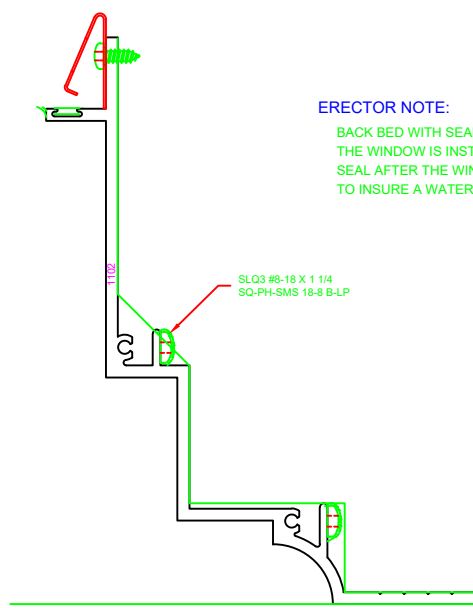 ERECTOR NOTE:
BACK BED WITH SEA
THE WINDOW IS INST
SEAL AFTER THE WIN
TO INSURE A WATER
1102
SLQ3 #8-18 X 1 1/4
SQ-PH-SMS 18-8 B-LP